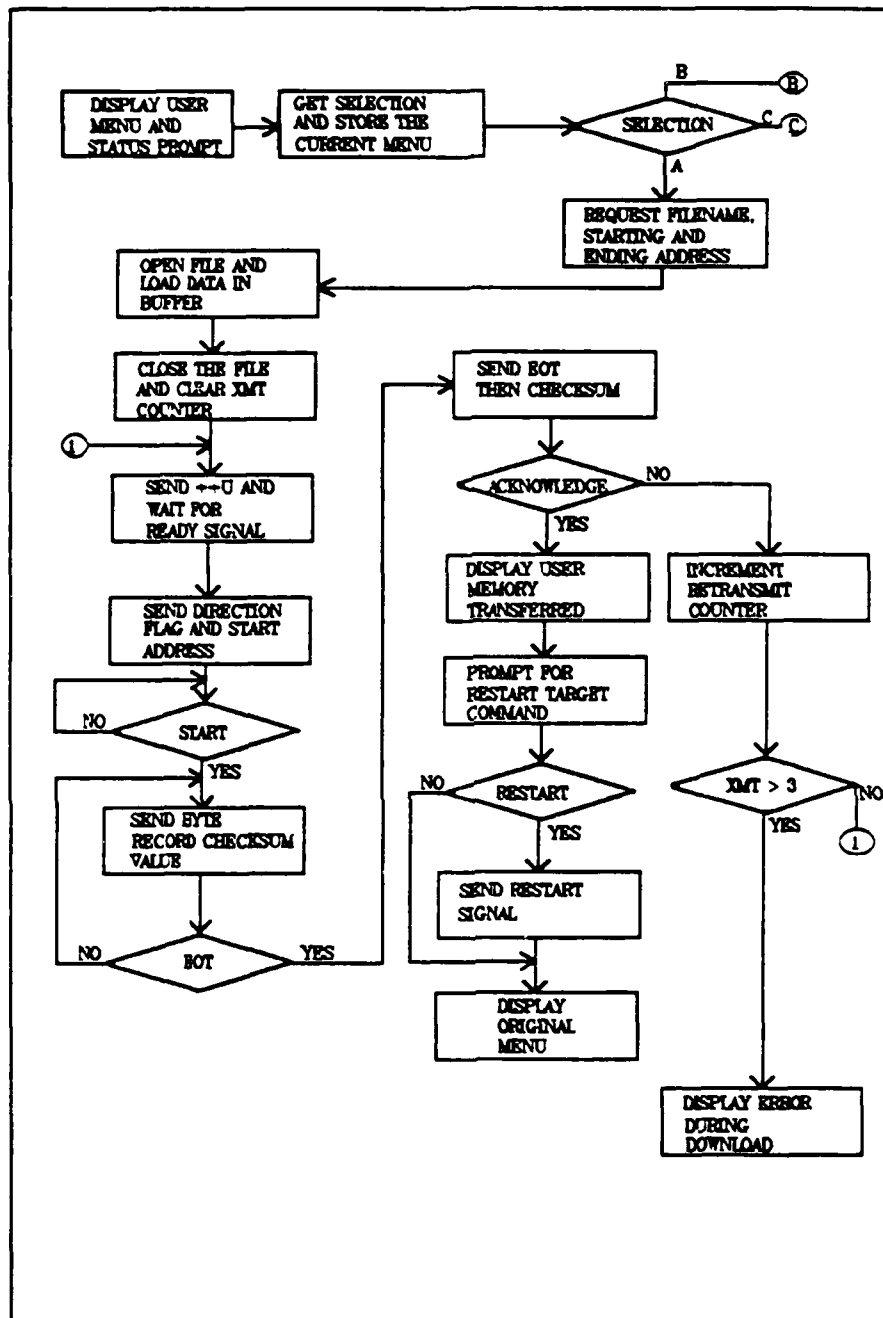 DISPLAY USER
MENU AND
STATUS PROMPT
GET SELECTION
AND STORE THE
CURRENT MENU
SELECTION
B
B
C
C
A
REQUEST FILENAME,
STARTING AND
ENDING ADDRESS
OPEN FILE AND
LOAD DATA IN
BUFFER
CLOSE THE FILE
AND CLEAR XMT
COUNTER
1
SEND ++U AND
WAIT FOR
READY SIGNAL
SEND DIRECTION
FLAG AND START
ADDRESS
NO
START
YES
SEND BYTE
RECORD CHECKSUM
VALUE
NO
EOT
YES
SEND EOT
THEN CHECKSUM
ACKNOWLEDGE
NO
YES
DISPLAY USER
MEMORY
TRANSFERRED
PROMPT FOR
RESTART TARGET
COMMAND
NO
RESTART
YES
SEND RESTART
SIGNAL
DISPLAY
ORIGINAL
MENU
INCREMENT
RETRANSMIT
COUNTER
XMT > 3
NO
1
YES
DISPLAY ERROR
DURING
DOWNLOAD